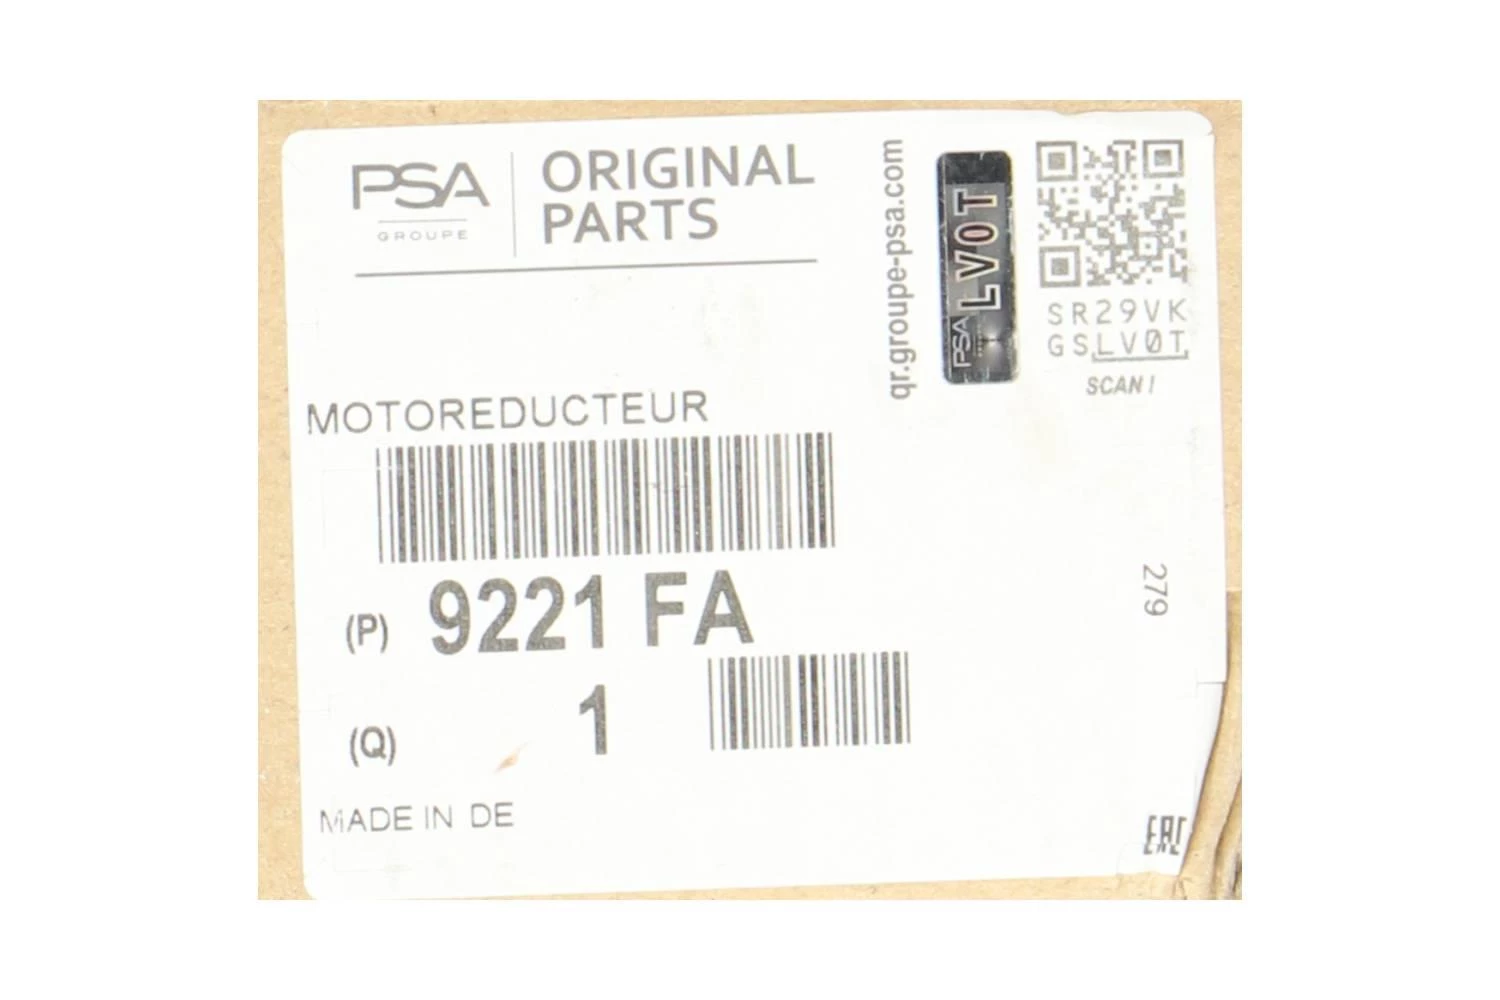 PSA
GROUPE
ORIGINAL
PARTS
qr.groupe-psa.com
PSA LV0T
SR29VK
GSLV0T
SCAN!
MOTOREDUCTEUR
(P) 9221 FA
(Q) 1
279
MADE IN DE
EAC